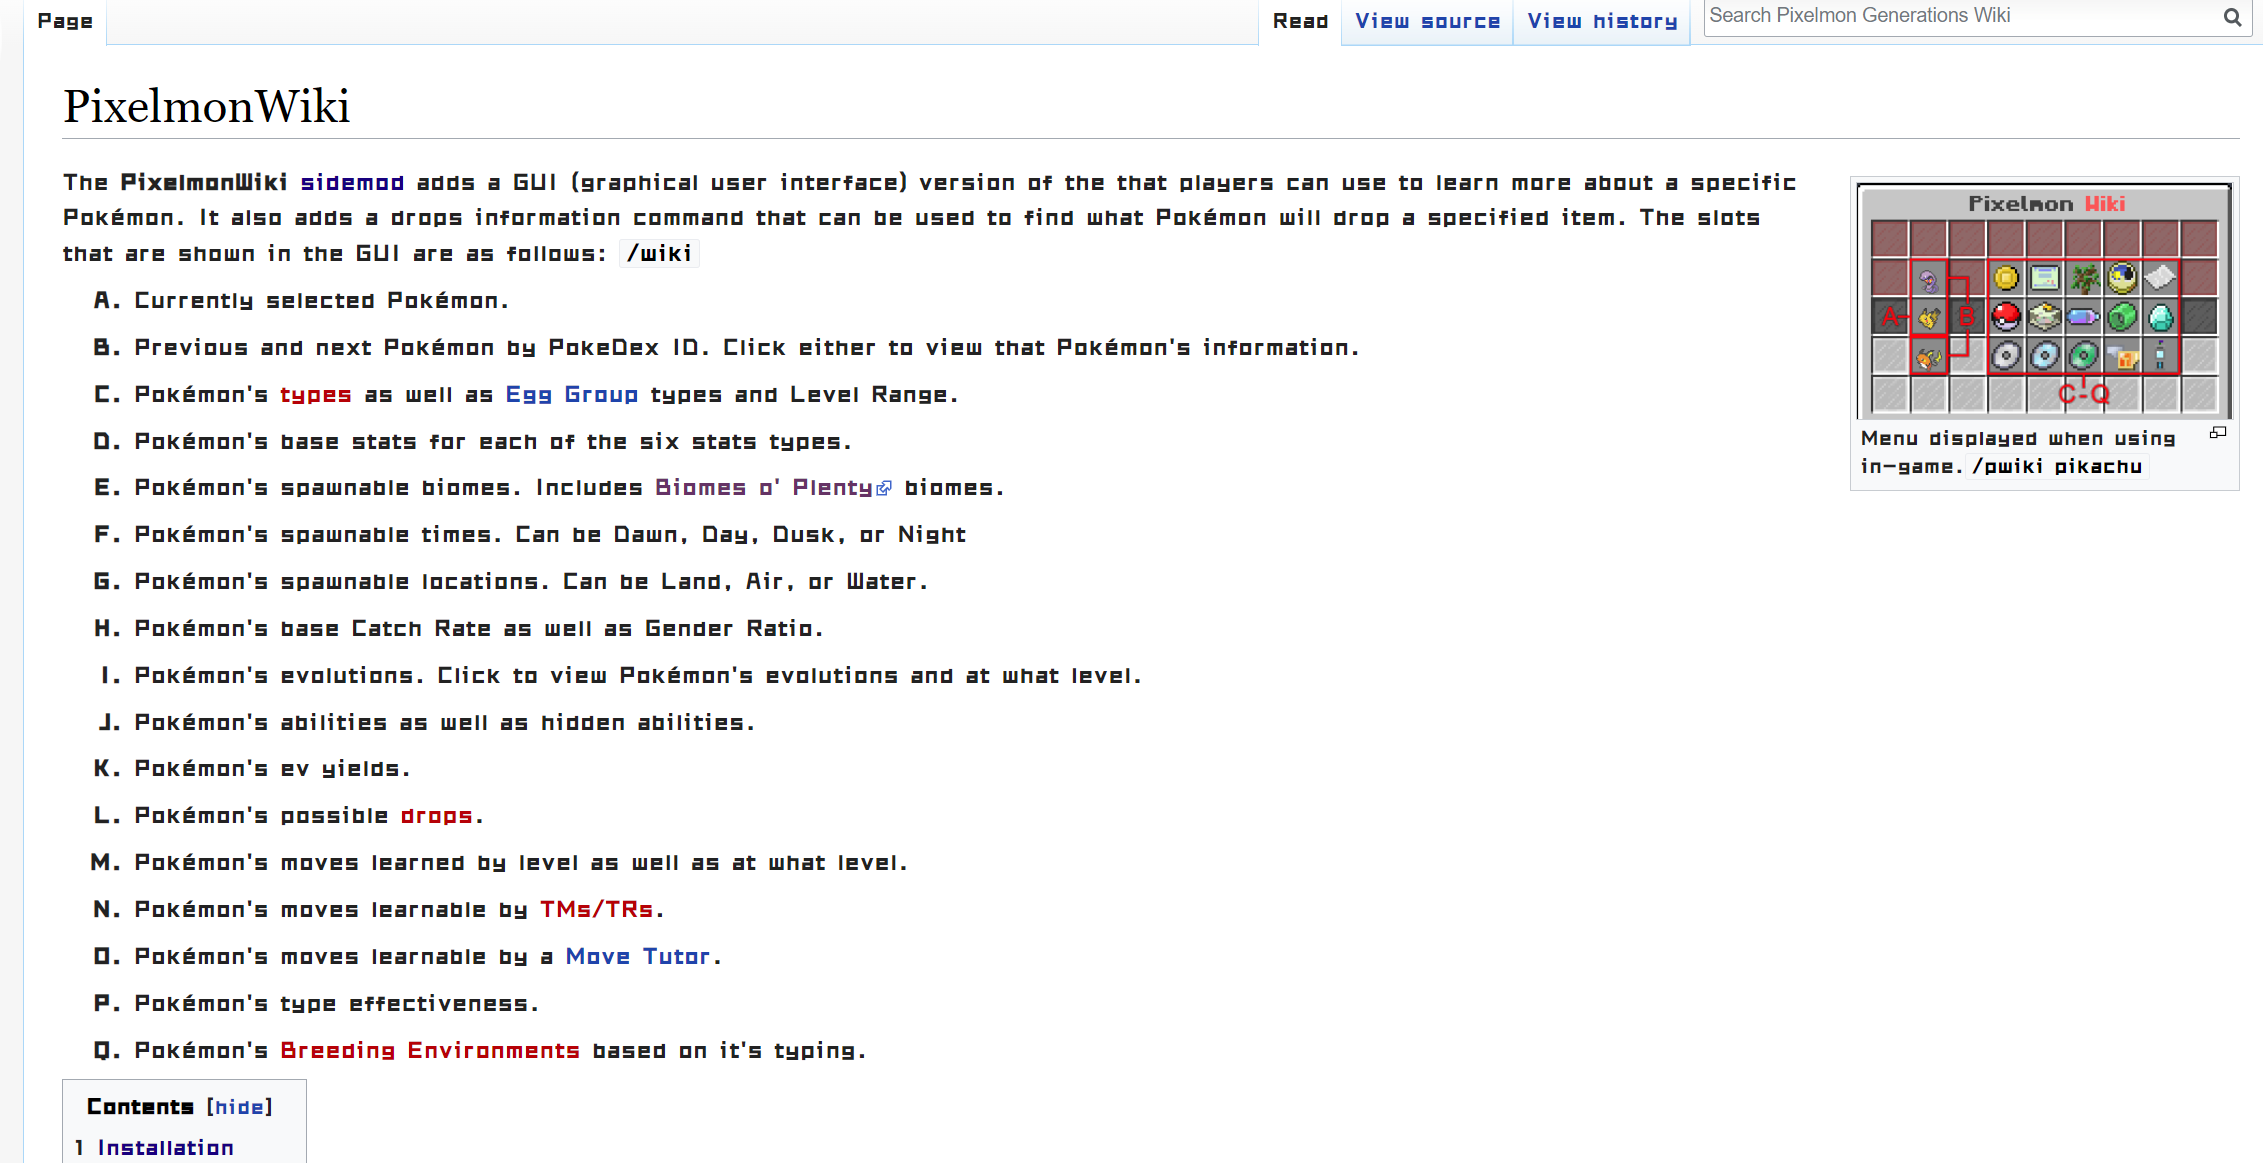 Page
Read
View source
View history
Search Pixelmon Generations Wiki
PixelmonWiki
The PixelmonWiki sidemod adds a GUI (graphical user interface) version of the that players can use to learn more about a specific
Pokémon. It also adds a drops information command that can be used to find what Pokémon will drop a specified item. The slots
that are shown in the GUI are as follows: /wiki
A. Currently selected Pokémon.
B. Previous and next Pokémon by PokeDex ID. Click either to view that Pokémon's information.
C. Pokémon's types as well as Egg Group types and Level Range.
D. Pokémon's base stats for each of the six stats types.
E. Pokémon's spawnable biomes. Includes Biomes o' Plenty biomes.
F. Pokémon's spawnable times. Can be Dawn, Day, Dusk, or Night
G. Pokémon's spawnable locations. Can be Land, Air, or Water.
H. Pokémon's base Catch Rate as well as Gender Ratio.
I. Pokémon's evolutions. Click to view Pokémon's evolutions and at what level.
J. Pokémon's abilities as well as hidden abilities.
K. Pokémon's ev yields.
L. Pokémon's possible drops.
M. Pokémon's moves learned by level as well as at what level.
N. Pokémon's moves learnable by TMs/TRs.
O. Pokémon's moves learnable by a Move Tutor.
P. Pokémon's type effectiveness.
Q. Pokémon's Breeding Environments based on it's typing.
Pixelmon Wiki
A
B
C-Q
Menu displayed when using
in-game. /pwiki pikachu
Contents [hide]
1 Installation